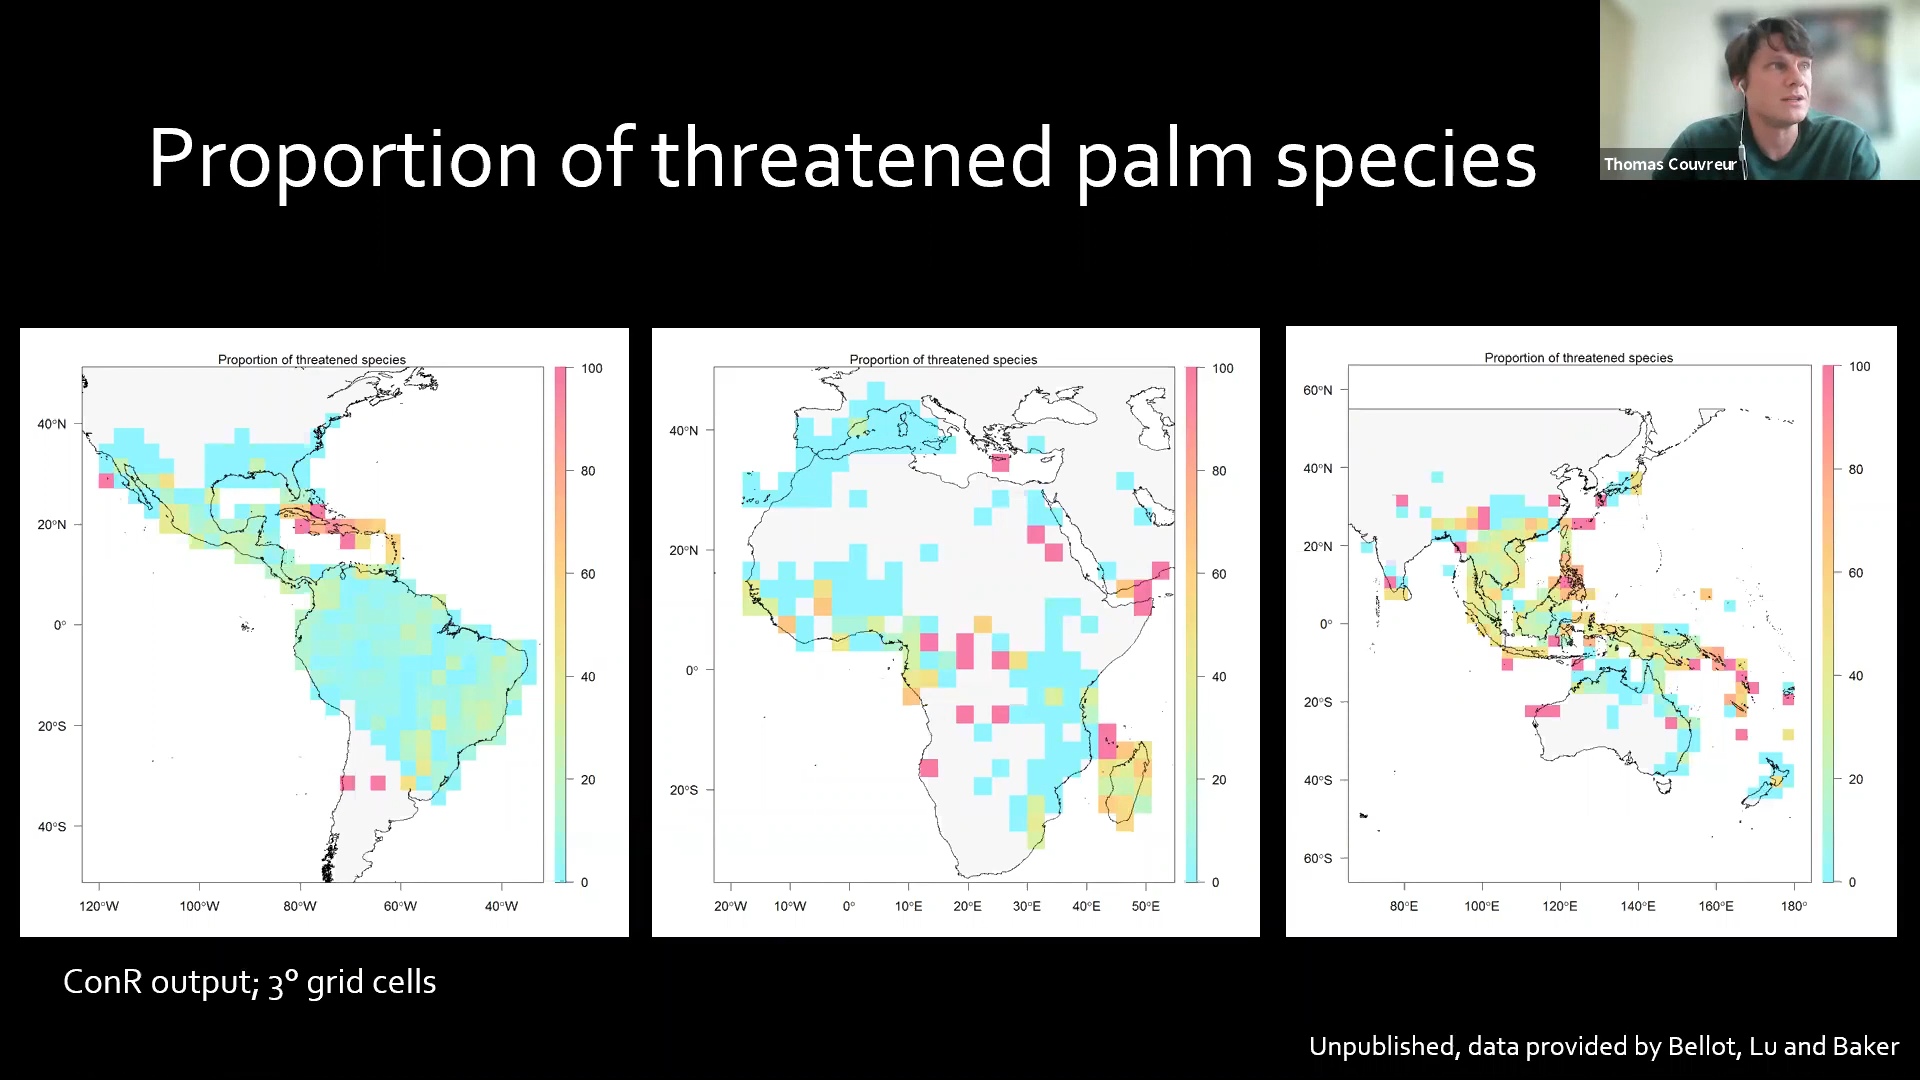 Proportion of threatened palm species
Thomas Couvreur
Proportion of threatened species
40°N
20°N
0°
20°S
40°S
120°W 100°W 80°W 60°W 40°W
100
80
60
40
20
0
Proportion of threatened species
40°N
20°N
0°
20°S
20°W 10°W 0° 10°E 20°E 30°E 40°E 50°E
100
80
60
40
20
0
Proportion of threatened species
60°N
40°N
20°N
0°
20°S
40°S
60°S
80°E 100°E 120°E 140°E 160°E 180°
100
80
60
40
20
0
ConR output; 3° grid cells
Unpublished, data provided by Bellot, Lu and Baker